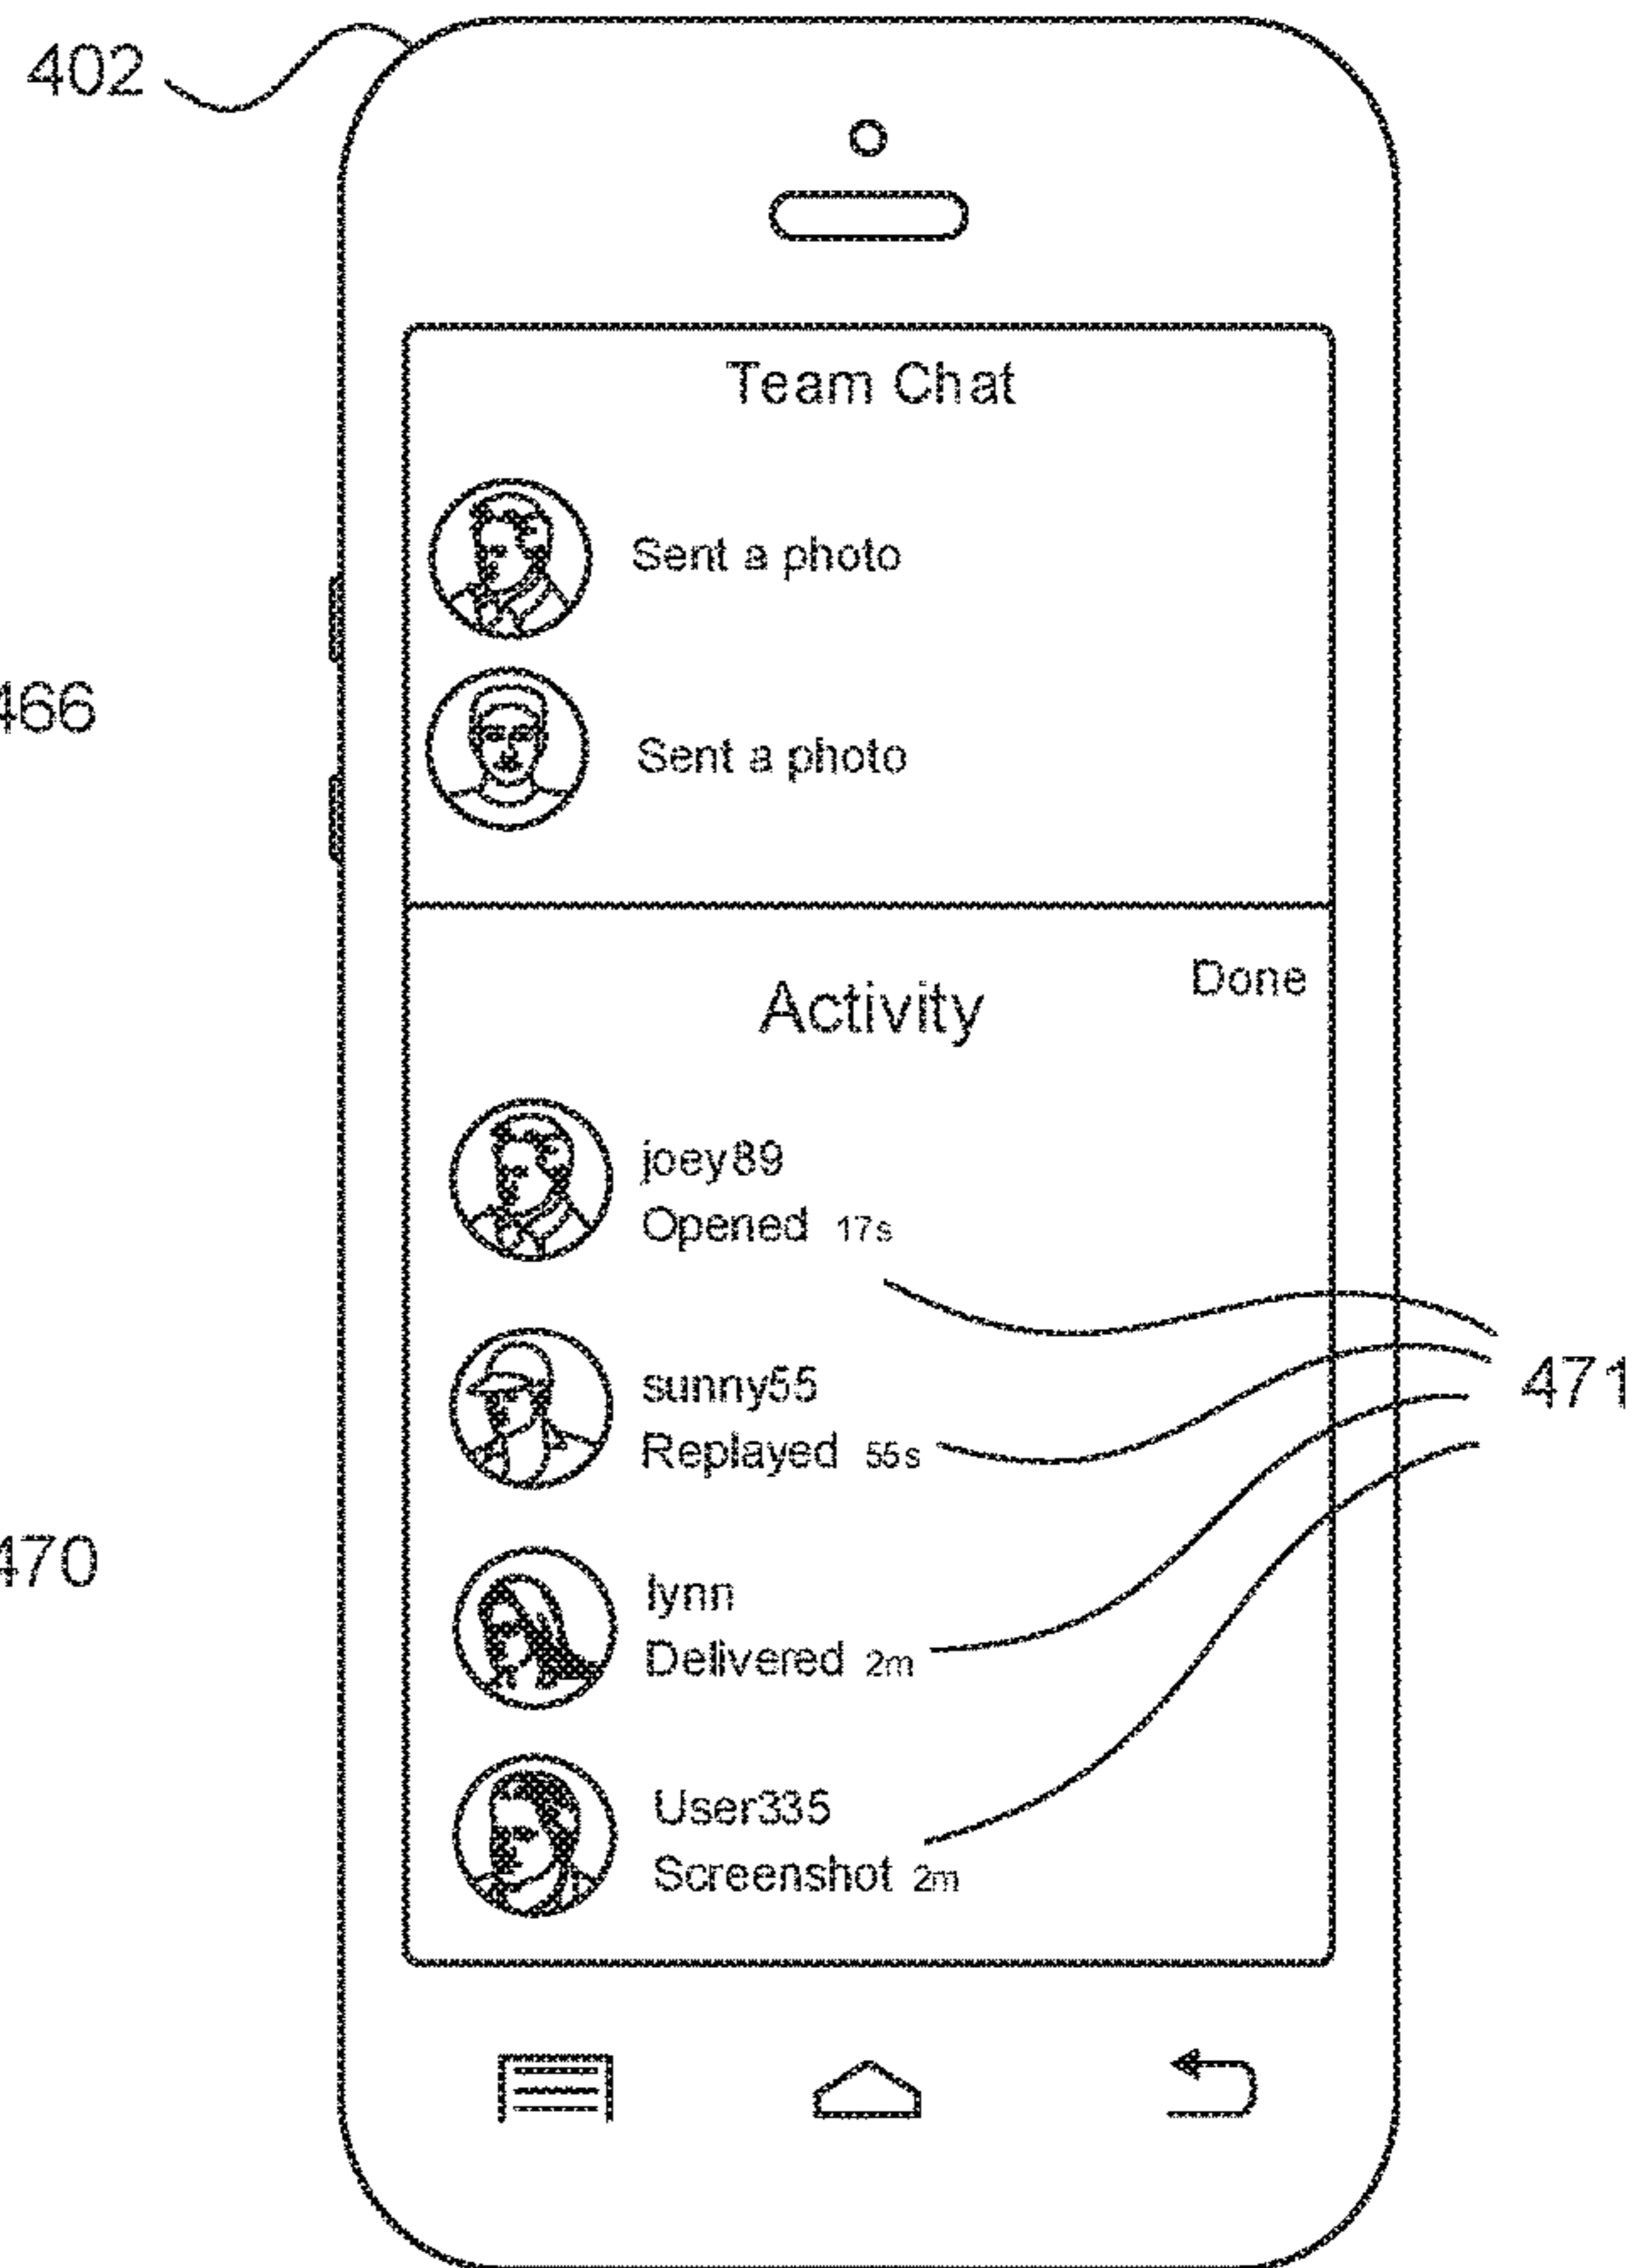 402
Team Chat
Sent a photo
466
Sent a photo
Done
Activity
joey89
Opened 17s
sunny55
471
Replayed 55s
470
lynn
Delivered 2m
User335
Screenshot 2m